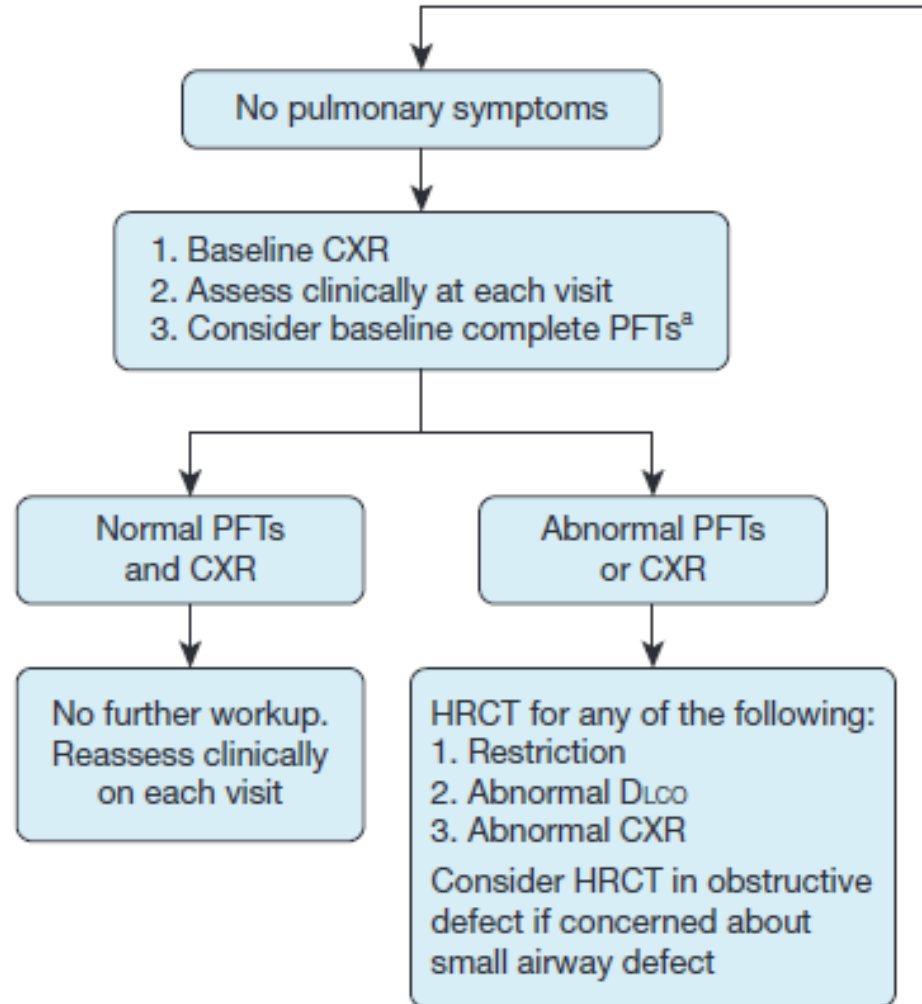 No pulmonary symptoms
1. Baseline CXR
2. Assess clinically at each visit
3. Consider baseline complete PFTsᵃ
Normal PFTs
and CXR
Abnormal PFTs
or CXR
No further workup.
Reassess clinically
on each visit
HRCT for any of the following:
1. Restriction
2. Abnormal DLCO
3. Abnormal CXR
Consider HRCT in obstructive
defect if concerned about
small airway defect